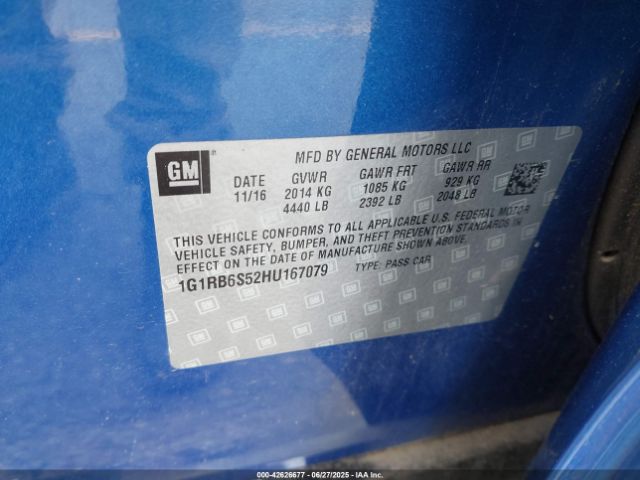 GM
MFD BY GENERAL MOTORS LLC
DATE GVWR GAWR FRT GAWR RR
11/16 2014 KG 1085 KG 929 KG
4440 LB 2392 LB 2048 LB
THIS VEHICLE CONFORMS TO ALL APPLICABLE U.S. FEDERAL MOTOR
VEHICLE SAFETY, BUMPER, AND THEFT PREVENTION STANDARDS IN
EFFECT ON THE DATE OF MANUFACTURE SHOWN ABOVE.
1G1RB6S52HU167079 TYPE: PASS CAR
© COPYRIGHT -- 42626677 -- 06/27/2025 -- IAA, LLC